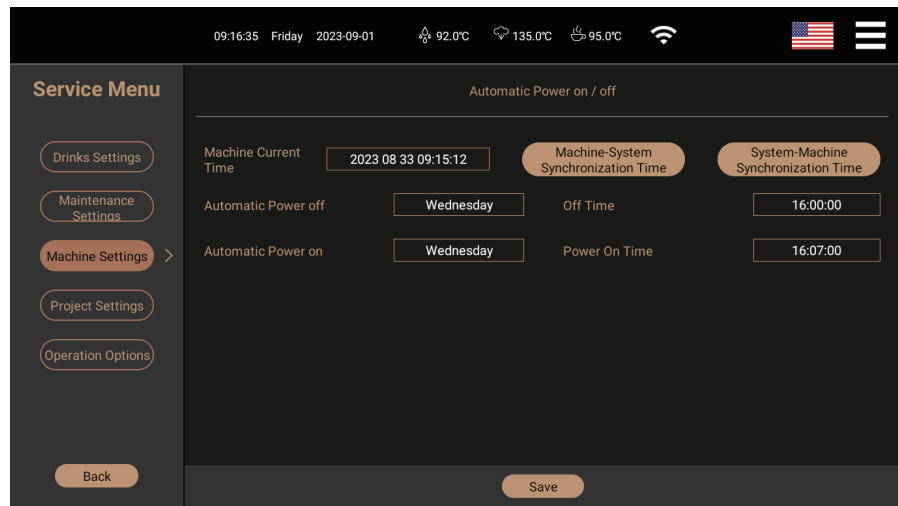 09:16:35 Friday 2023-09-01 92.0℃ 135.0℃ 95.0℃
Service Menu
Automatic Power on / off
Drinks Settings
Maintenance
Settings
Machine Settings >
Project Settings
Operation Options
Back
Machine Current
Time
2023 08 33 09:15:12
Machine-System
Synchronization Time
System-Machine
Synchronization Time
Automatic Power off
Wednesday
Off Time
16:00:00
Automatic Power on
Wednesday
Power On Time
16:07:00
Save